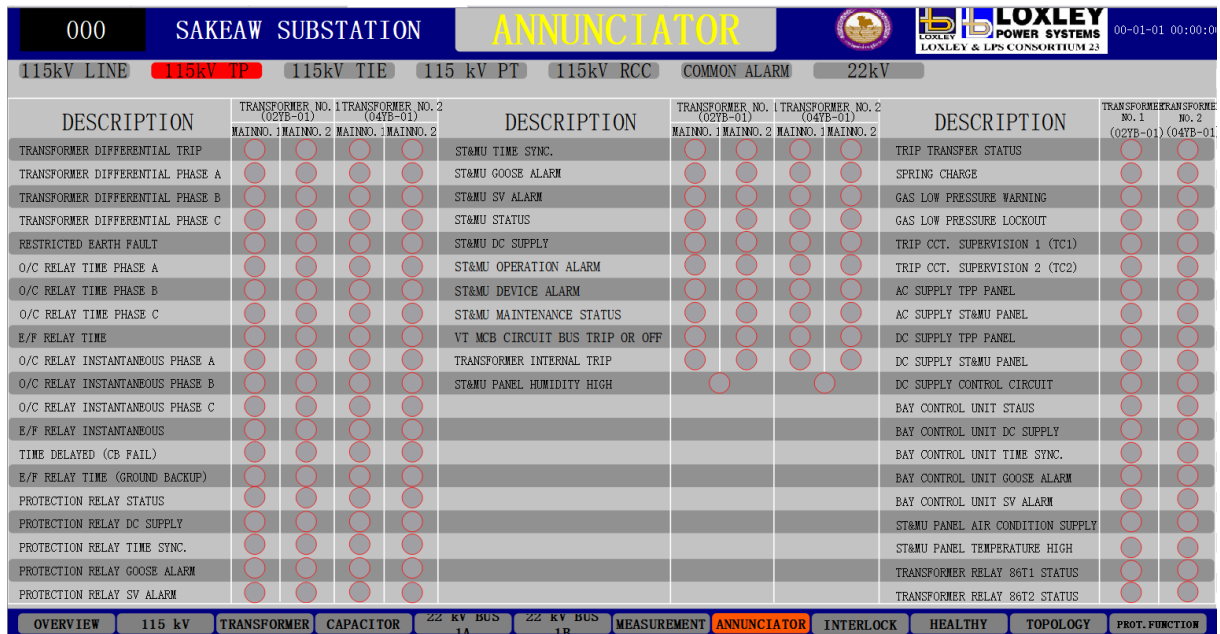 000 SAKEAW SUBSTATION ANNUNCIATOR LOXLEY LOXLEY POWER SYSTEMS LOXLEY & LPS CONSORTIUM 23 00-01-01 00:00:0
115kV LINE 115kV TP 115kV TIE 115 kV PT 115kV RCC COMMON ALARM 22kV
DESCRIPTION
TRANSFORMER NO. 1 TRANSFORMER NO. 2
(02YB-01) (04YB-01)
MAINNO. 1 MAINNO. 2 MAINNO. 1 MAINNO. 2
TRANSFORMER DIFFERENTIAL TRIP
TRANSFORMER DIFFERENTIAL PHASE A
TRANSFORMER DIFFERENTIAL PHASE B
TRANSFORMER DIFFERENTIAL PHASE C
RESTRICTED EARTH FAULT
O/C RELAY TIME PHASE A
O/C RELAY TIME PHASE B
O/C RELAY TIME PHASE C
E/F RELAY TIME
O/C RELAY INSTANTANEOUS PHASE A
O/C RELAY INSTANTANEOUS PHASE B
O/C RELAY INSTANTANEOUS PHASE C
E/F RELAY INSTANTANEOUS
TIME DELAYED (CB FAIL)
E/F RELAY TIME (GROUND BACKUP)
PROTECTION RELAY STATUS
PROTECTION RELAY DC SUPPLY
PROTECTION RELAY TIME SYNC.
PROTECTION RELAY GOOSE ALARM
PROTECTION RELAY SV ALARM
DESCRIPTION
TRANSFORMER NO. 1 TRANSFORMER NO. 2
(02YB-01) (04YB-01)
MAINNO. 1 MAINNO. 2 MAINNO. 1 MAINNO. 2
ST&MU TIME SYNC.
ST&MU GOOSE ALARM
ST&MU SV ALARM
ST&MU STATUS
ST&MU DC SUPPLY
ST&MU OPERATION ALARM
ST&MU DEVICE ALARM
ST&MU MAINTENANCE STATUS
VT MCB CIRCUIT BUS TRIP OR OFF
TRANSFORMER INTERNAL TRIP
ST&MU PANEL HUMIDITY HIGH
DESCRIPTION
TRANSFORMER TRANSFORME
NO. 1 NO. 2
(02YB-01) (04YB-01)
TRIP TRANSFER STATUS
SPRING CHARGE
GAS LOW PRESSURE WARNING
GAS LOW PRESSURE LOCKOUT
TRIP CCT. SUPERVISION 1 (TC1)
TRIP CCT. SUPERVISION 2 (TC2)
AC SUPPLY TPP PANEL
AC SUPPLY ST&MU PANEL
DC SUPPLY TPP PANEL
DC SUPPLY ST&MU PANEL
DC SUPPLY CONTROL CIRCUIT
BAY CONTROL UNIT STAUS
BAY CONTROL UNIT DC SUPPLY
BAY CONTROL UNIT TIME SYNC.
BAY CONTROL UNIT GOOSE ALARM
BAY CONTROL UNIT SV ALARM
ST&MU PANEL AIR CONDITION SUPPLY
ST&MU PANEL TEMPERATURE HIGH
TRANSFORMER RELAY 86T1 STATUS
TRANSFORMER RELAY 86T2 STATUS
OVERVIEW 115 kV TRANSFORMER CAPACITOR 22 kV BUS 1A 22 kV BUS 1B MEASUREMENT ANNUNCIATOR INTERLOCK HEALTHY TOPOLOGY PROT.FUNCTION